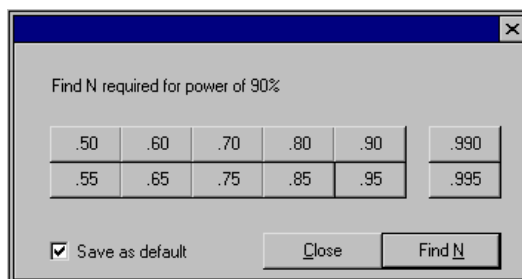 Find N required for power of 90%
.50 .60 .70 .80 .90 .990
.55 .65 .75 .85 .95 .995
Save as default Close Find N